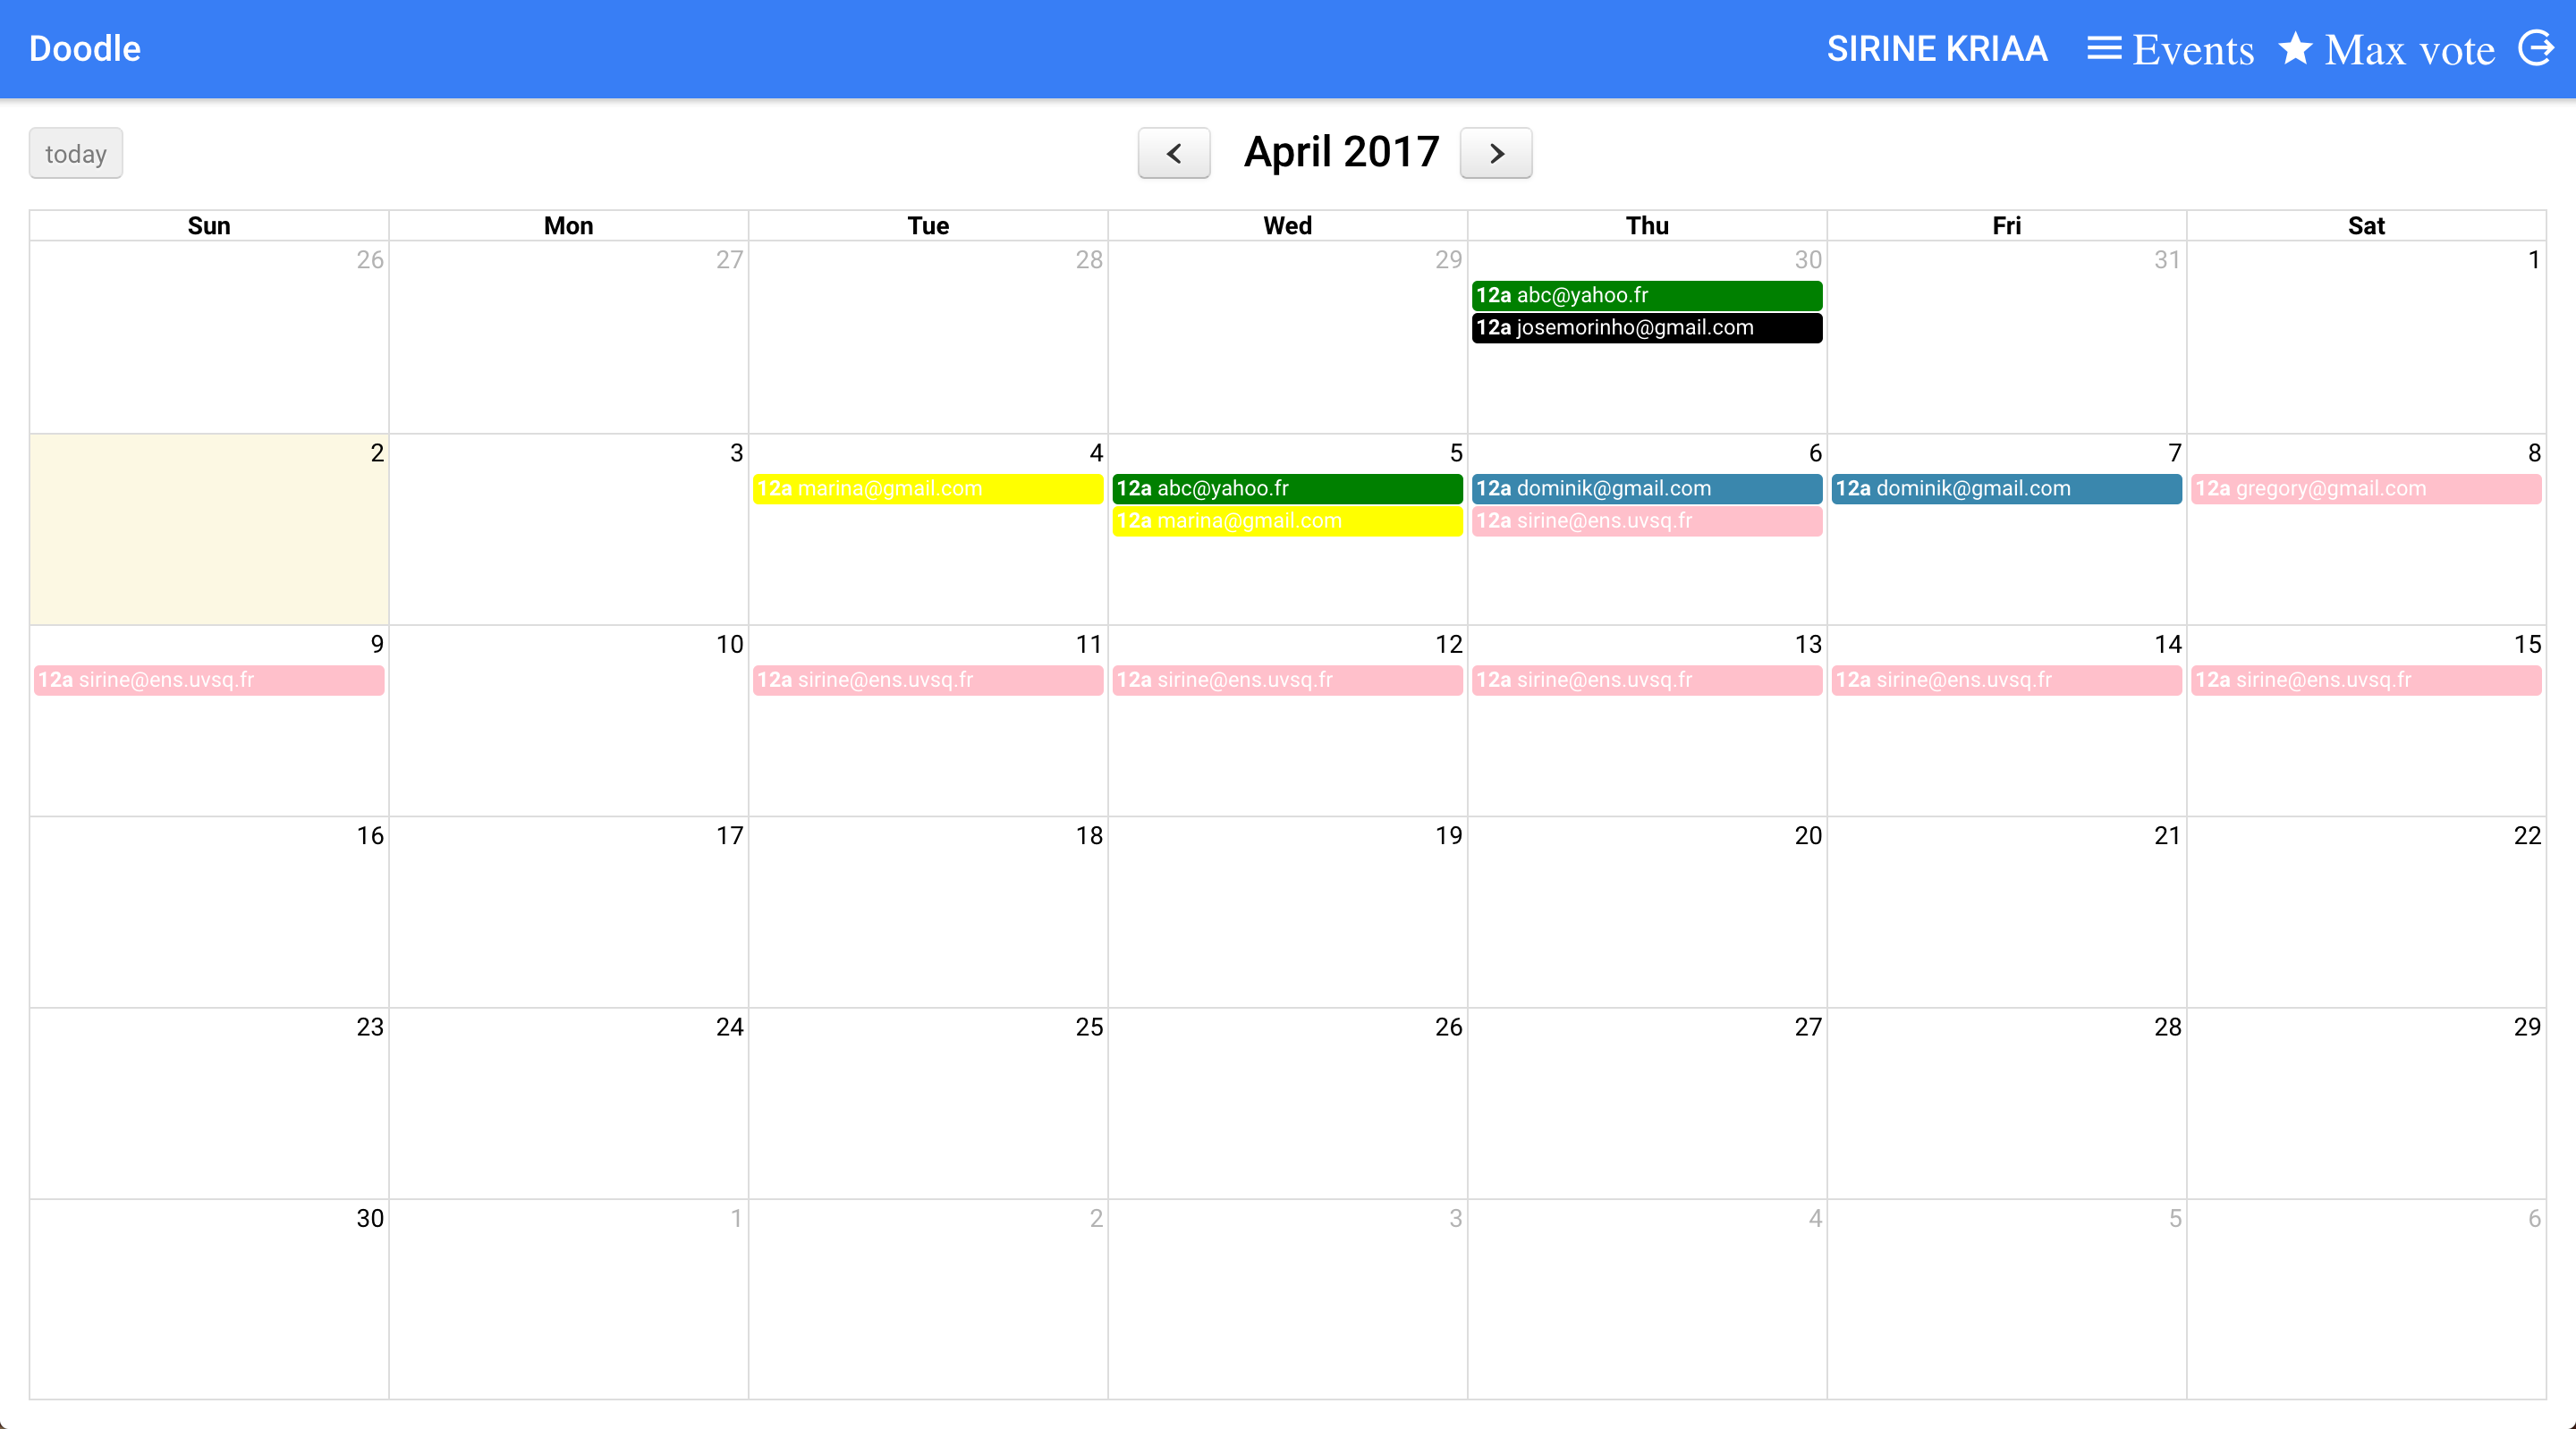 Doodle SIRINE KRIAA Events Max vote
today April 2017
Sun Mon Tue Wed Thu Fri Sat
26 27 28 29 30 31 1
12a abc@yahoo.fr
12a josemorinho@gmail.com
2 3 4 5 6 7 8
12a marina@gmail.com 12a abc@yahoo.fr 12a dominik@gmail.com 12a dominik@gmail.com 12a gregory@gmail.com
12a marina@gmail.com 12a sirine@ens.uvsq.fr
9 10 11 12 13 14 15
12a sirine@ens.uvsq.fr 12a sirine@ens.uvsq.fr 12a sirine@ens.uvsq.fr 12a sirine@ens.uvsq.fr 12a sirine@ens.uvsq.fr 12a sirine@ens.uvsq.fr
16 17 18 19 20 21 22
23 24 25 26 27 28 29
30 1 2 3 4 5 6